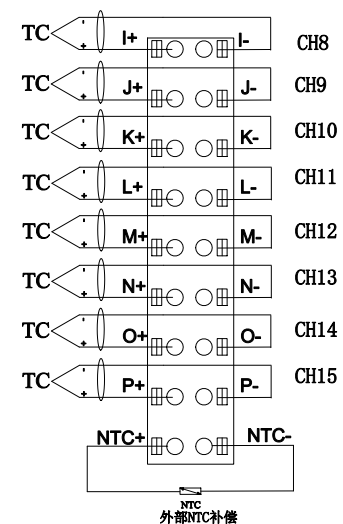 TC - + I+ I- CH8
TC - + J+ J- CH9
TC - + K+ K- CH10
TC - + L+ L- CH11
TC - + M+ M- CH12
TC - + N+ N- CH13
TC - + O+ O- CH14
TC - + P+ P- CH15
NTC+ NTC-
NTC
外部NTC补偿